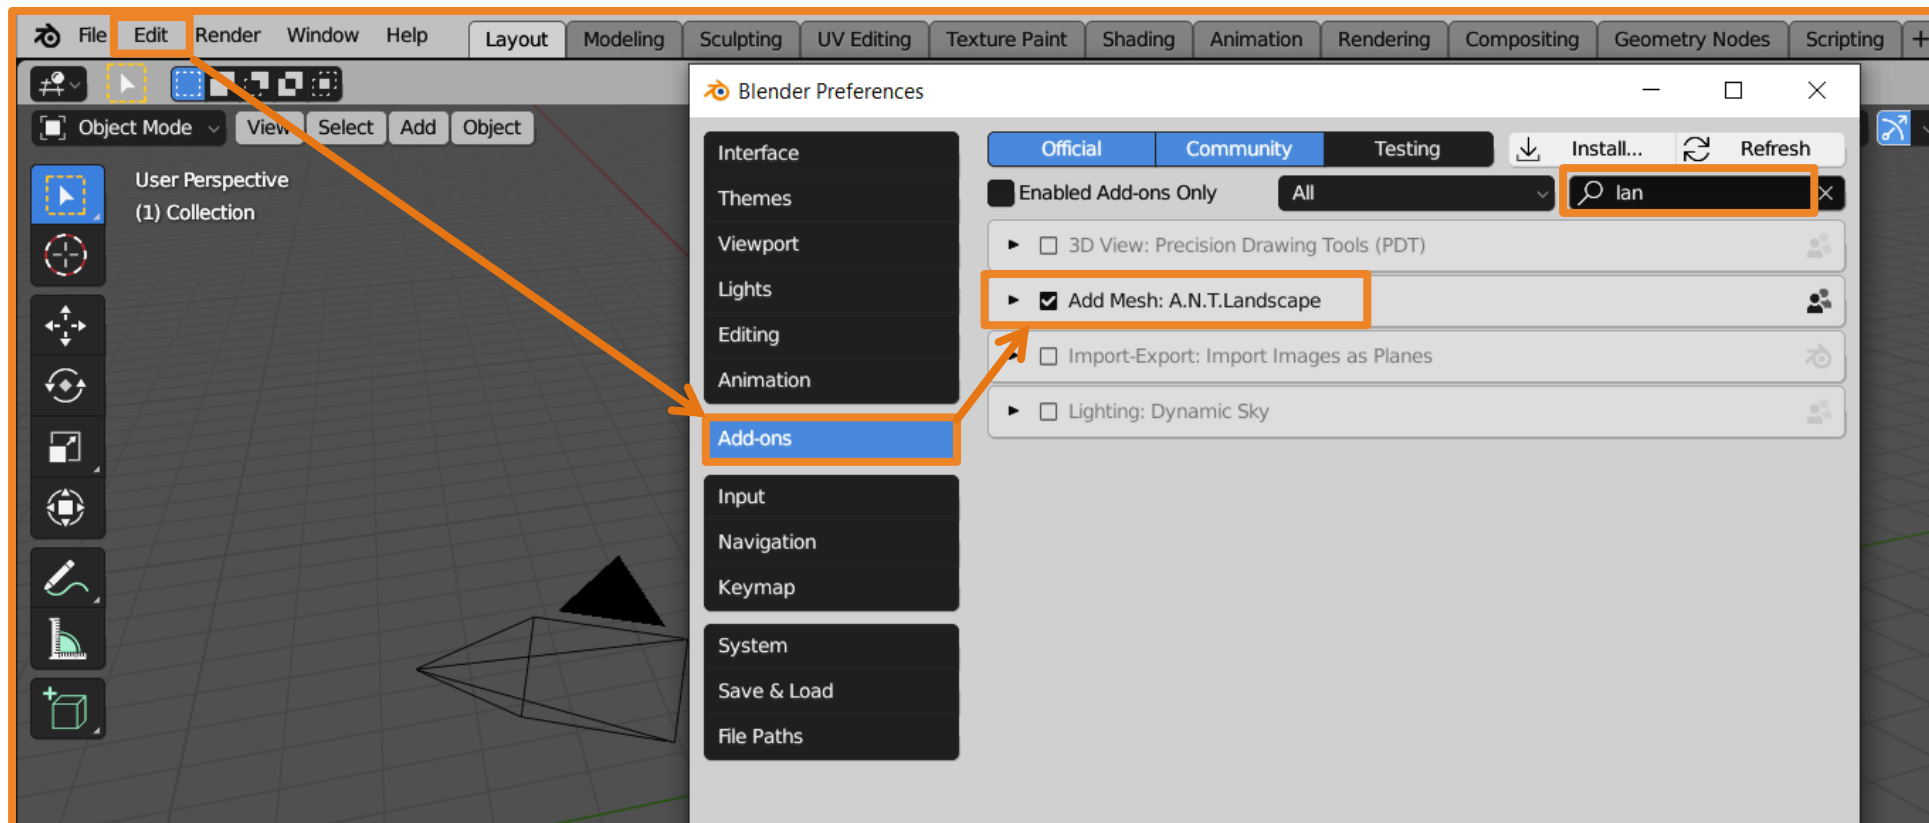 File Edit Render Window Help Layout Modeling Sculpting UV Editing Texture Paint Shading Animation Rendering Compositing Geometry Nodes Scripting +
Blender Preferences
Object Mode View Select Add Object
User Perspective
(1) Collection
Interface
Themes
Viewport
Lights
Editing
Animation
Add-ons
Input
Navigation
Keymap
System
Save & Load
File Paths
Official Community Testing Install... Refresh
Enabled Add-ons Only All lan
3D View: Precision Drawing Tools (PDT)
Add Mesh: A.N.T.Landscape
Import-Export: Import Images as Planes
Lighting: Dynamic Sky